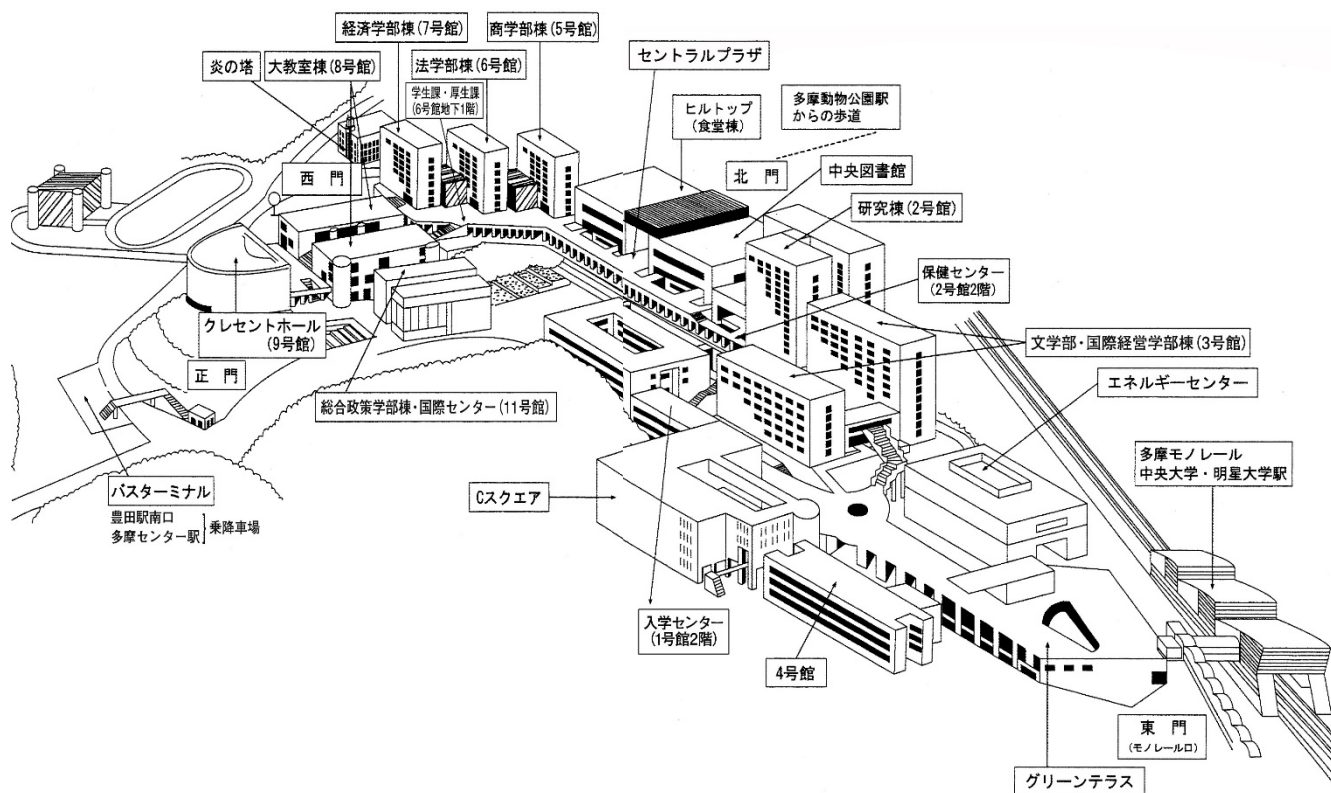 経済学部棟(7号館)
商学部棟(5号館)
炎の塔
大教室棟(8号館)
法学部棟(6号館)
セントラルプラザ
学生課・厚生課
(6号館地下1階)
ヒルトップ
(食堂棟)
多摩動物公園駅
からの歩道
西門
北門
中央図書館
研究棟(2号館)
保健センター
(2号館2階)
クレセントホール
(9号館)
文学部・国際経営学部棟(3号館)
正門
エネルギーセンター
総合政策学部棟・国際センター(11号館)
多摩モノレール
中央大学・明星大学駅
バスターミナル
Cスクエア
豊田駅南口
多摩センター駅
乗降車場
入学センター
(1号館2階)
4号館
東門
(モノレール口)
グリーンテラス